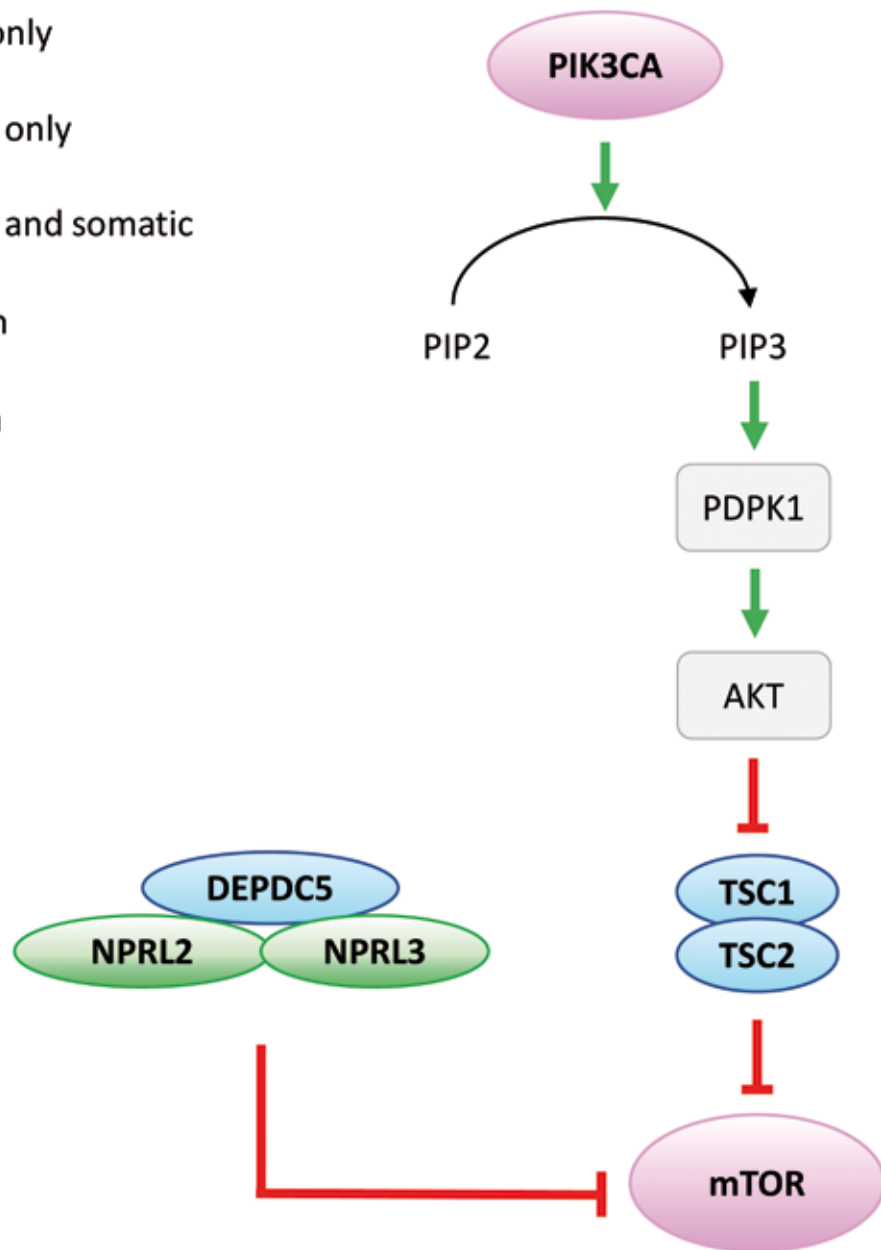 only
only
and somatic
PIK3CA
PIP2
PIP3
PDPK1
AKT
DEPDC5
NPRL2
NPRL3
TSC1
TSC2
mTOR